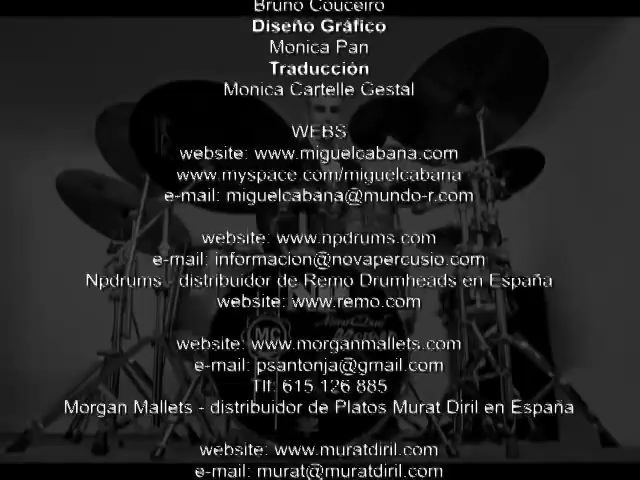 Bruno Couceiro
Diseño Gráfico
Monica Pan
Traducción
Monica Cartelle Gestal
WEBS
website: www.miguelcabana.com
www.myspace.com/miguelcabana
e-mail: miguelcabana@mundo-r.com
website: www.npdrums.com
e-mail: informacion@novapercusio.com
Npdrums - distribuidor de Remo Drumheads en España
website: www.remo.com
MC
website: www.morganmallets.com
e-mail: psantonja@gmail.com
Tlf: 615 126 885
Morgan Mallets - distribuidor de Platos Murat Diril en España
website: www.muratdiril.com
e-mail: murat@muratdiril.com